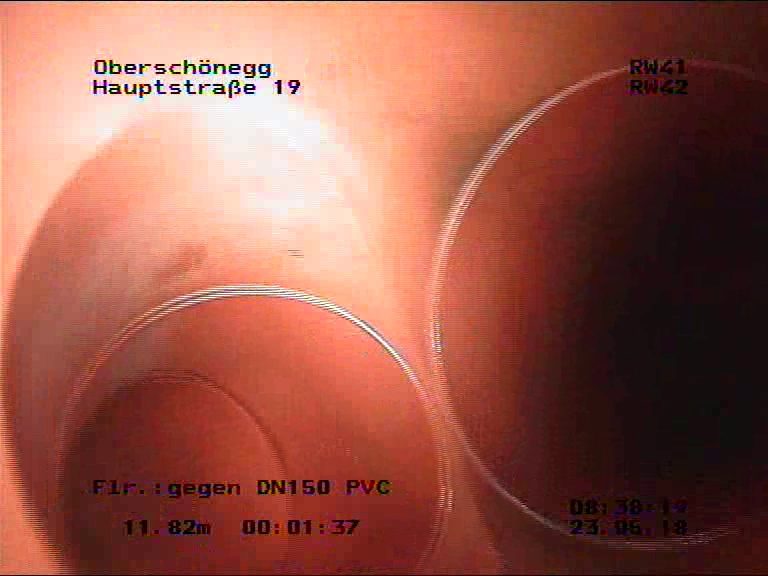 Oberschönegg
Hauptstraße 19
RW41
RW42
Flr.:gegen DN150 PVC
11.82m 00:01:37
08:38:19
23.06.18